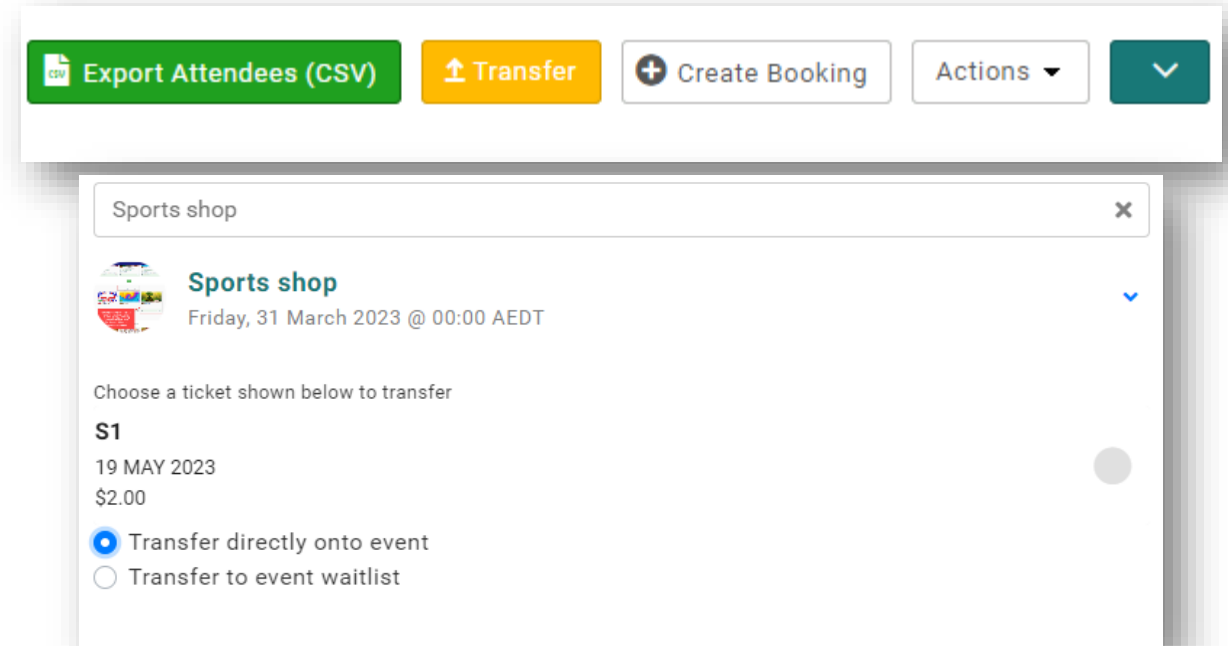 CSV Export Attendees (CSV) Transfer Create Booking Actions
Sports shop
Sports shop
Friday, 31 March 2023 @ 00:00 AEDT
Choose a ticket shown below to transfer
S1
19 MAY 2023
$2.00
Transfer directly onto event
Transfer to event waitlist